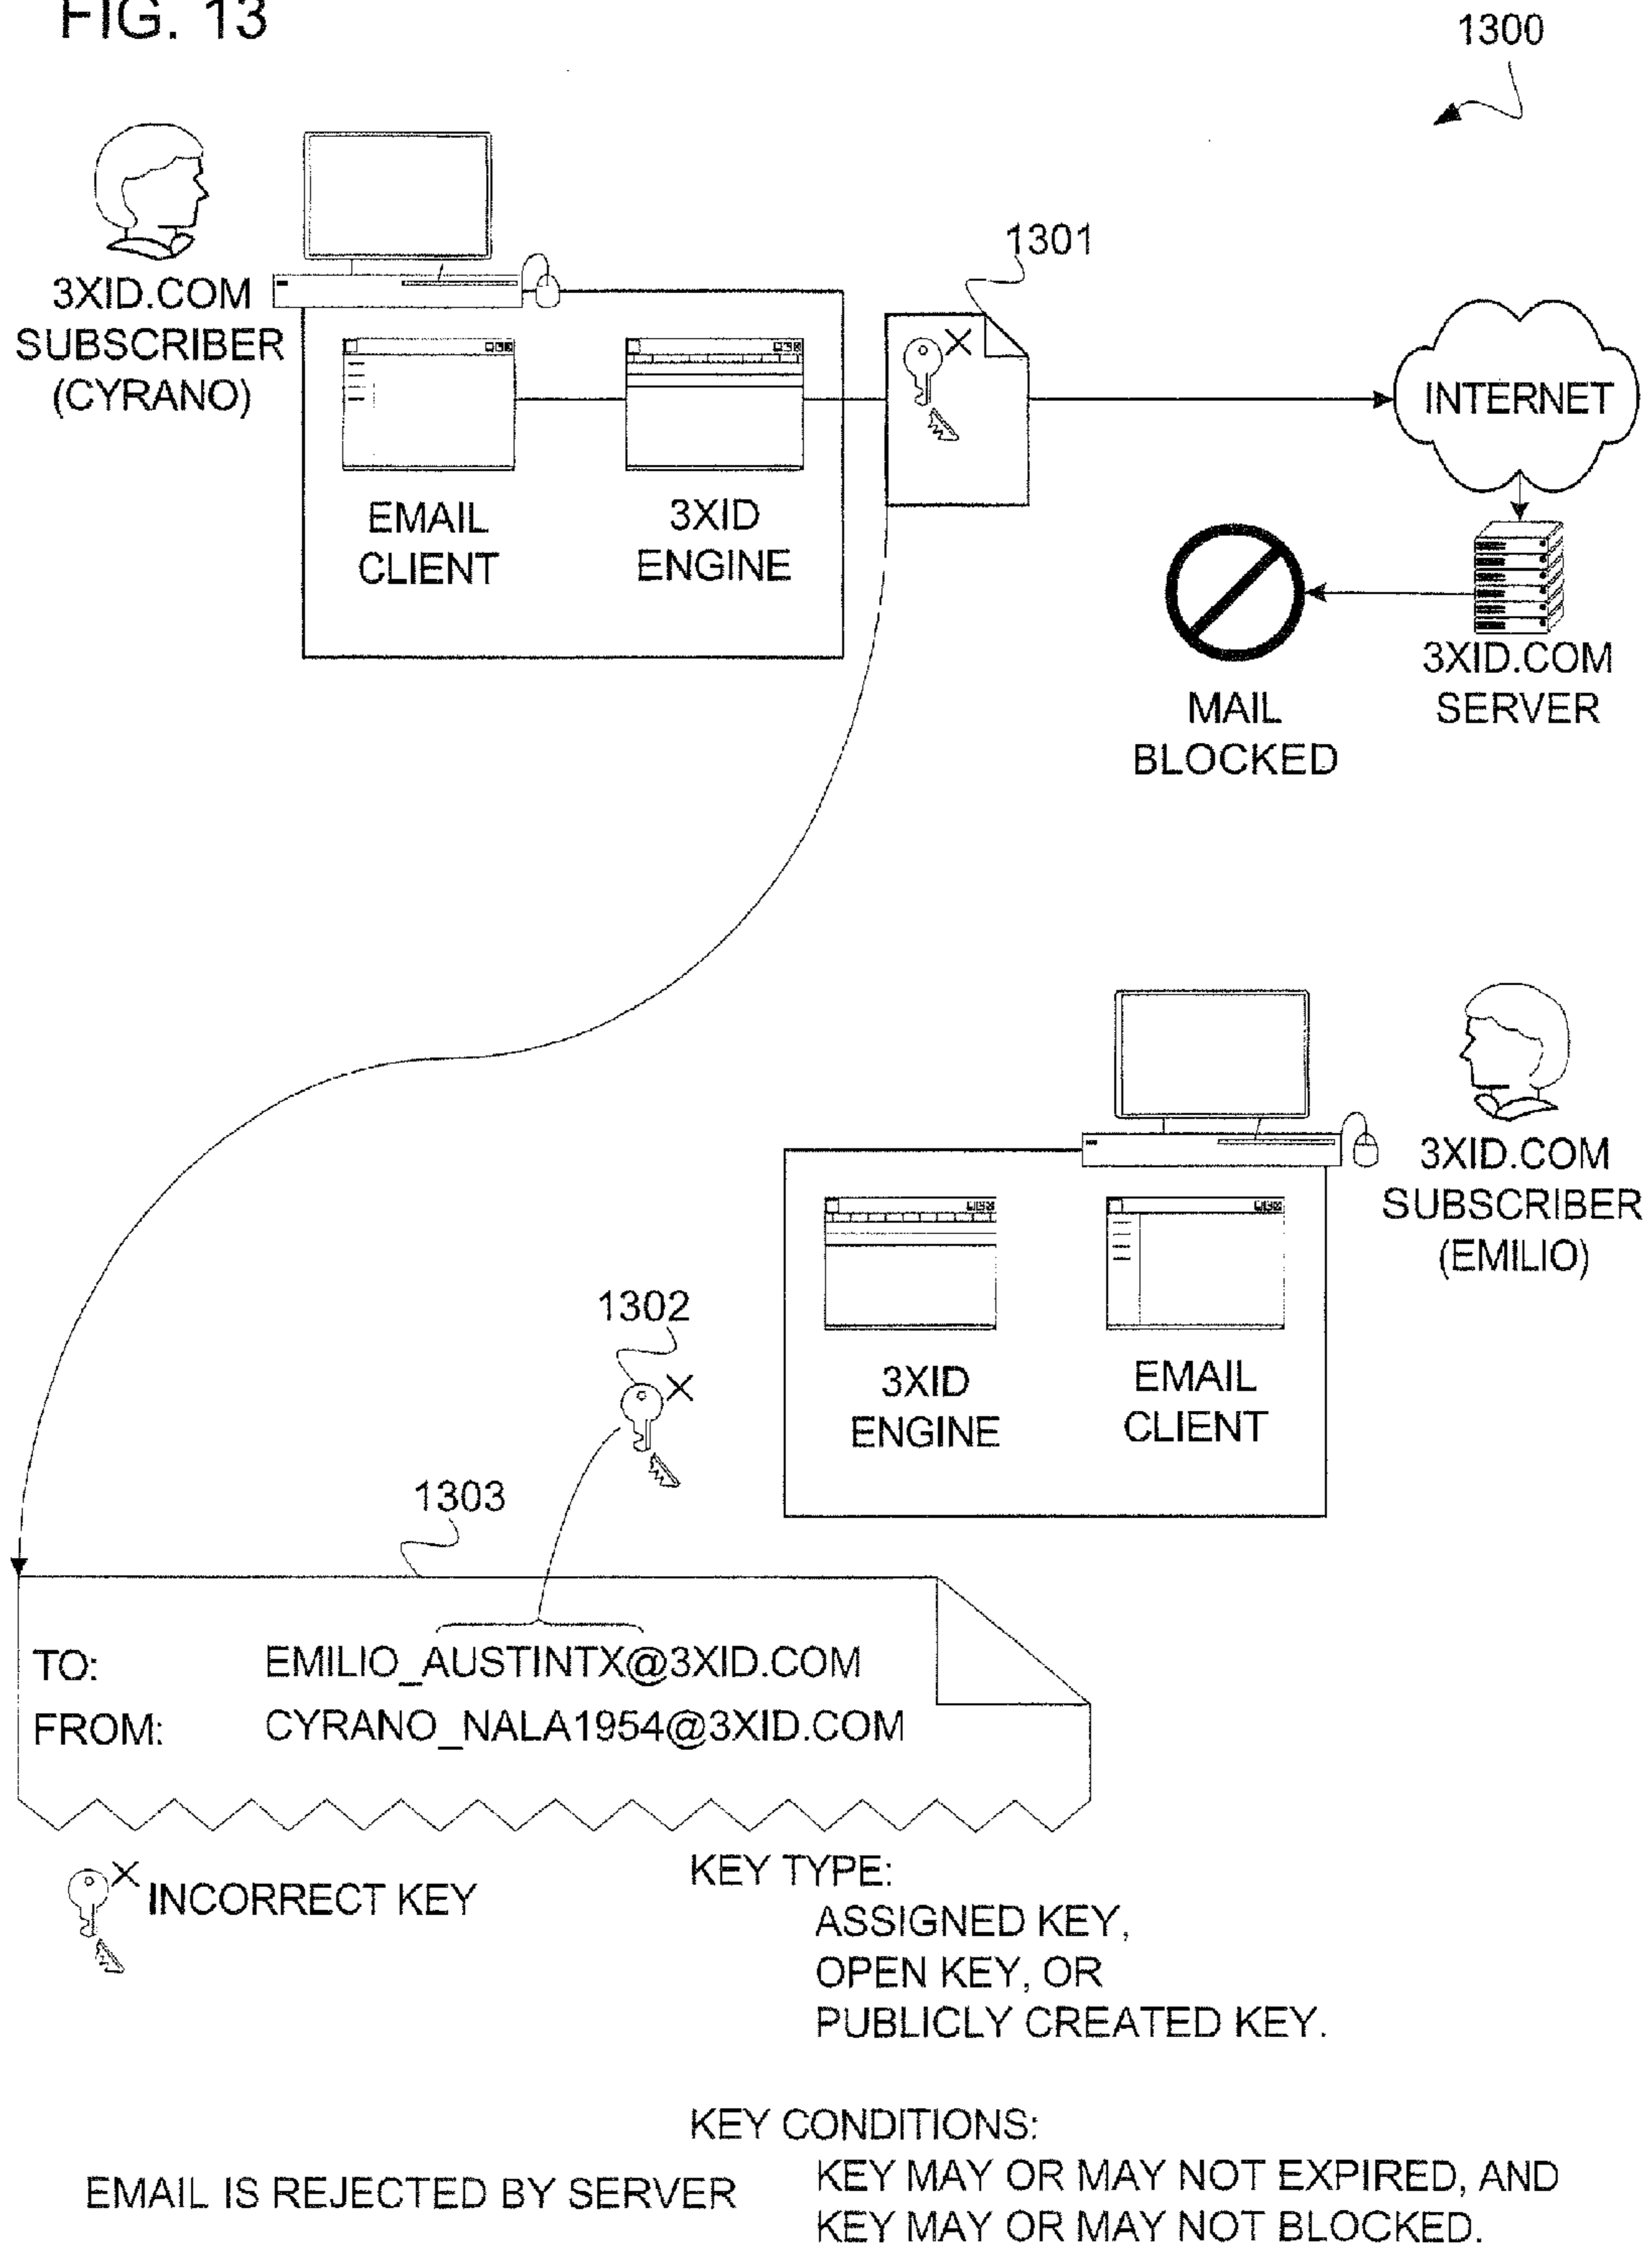 FIG. 13
1300
3XID.COM
SUBSCRIBER
(CYRANO)
1301
INTERNET
EMAIL
CLIENT
3XID
ENGINE
3XID.COM
SERVER
MAIL
BLOCKED
3XID.COM
SUBSCRIBER
(EMILIO)
3XID
ENGINE
EMAIL
CLIENT
1302
1303
TO: EMILIO_AUSTINTX@3XID.COM
FROM: CYRANO_NALA1954@3XID.COM
INCORRECT KEY
KEY TYPE:
ASSIGNED KEY,
OPEN KEY, OR
PUBLICLY CREATED KEY.
EMAIL IS REJECTED BY SERVER
KEY CONDITIONS:
KEY MAY OR MAY NOT EXPIRED, AND
KEY MAY OR MAY NOT BLOCKED.